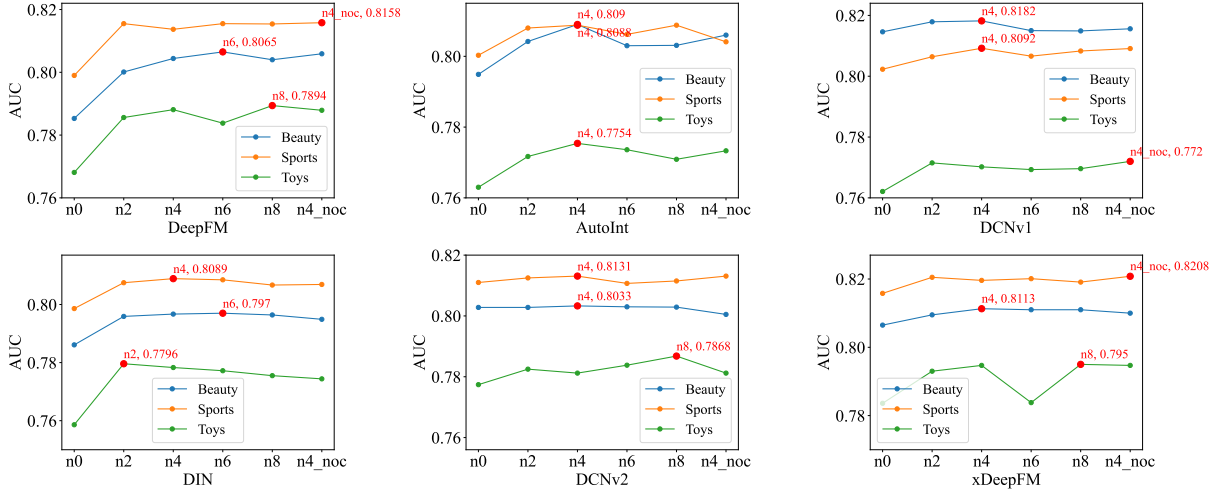 0.82
0.80
0.78
0.76
AUC
n4_noc, 0.8158
n6, 0.8065
n8, 0.7894
Beauty
Sports
Toys
n0 n2 n4 n6 n8 n4_noc
DeepFM
0.80
0.78
0.76
AUC
n4, 0.809
n4, 0.8088
n4, 0.7754
Beauty
Sports
Toys
n0 n2 n4 n6 n8 n4_noc
AutoInt
0.82
0.80
0.78
0.76
AUC
n4, 0.8182
n4, 0.8092
n4_noc, 0.772
Beauty
Sports
Toys
n0 n2 n4 n6 n8 n4_noc
DCNv1
0.80
0.78
0.76
AUC
n4, 0.8089
n6, 0.797
n2, 0.7796
Beauty
Sports
Toys
n0 n2 n4 n6 n8 n4_noc
DIN
0.82
0.80
0.78
0.76
AUC
n4, 0.8131
n4, 0.8033
n8, 0.7868
Beauty
Sports
Toys
n0 n2 n4 n6 n8 n4_noc
DCNv2
0.82
0.80
0.78
AUC
n4_noc, 0.8208
n4, 0.8113
n8, 0.795
Beauty
Sports
Toys
n0 n2 n4 n6 n8 n4_noc
xDeepFM